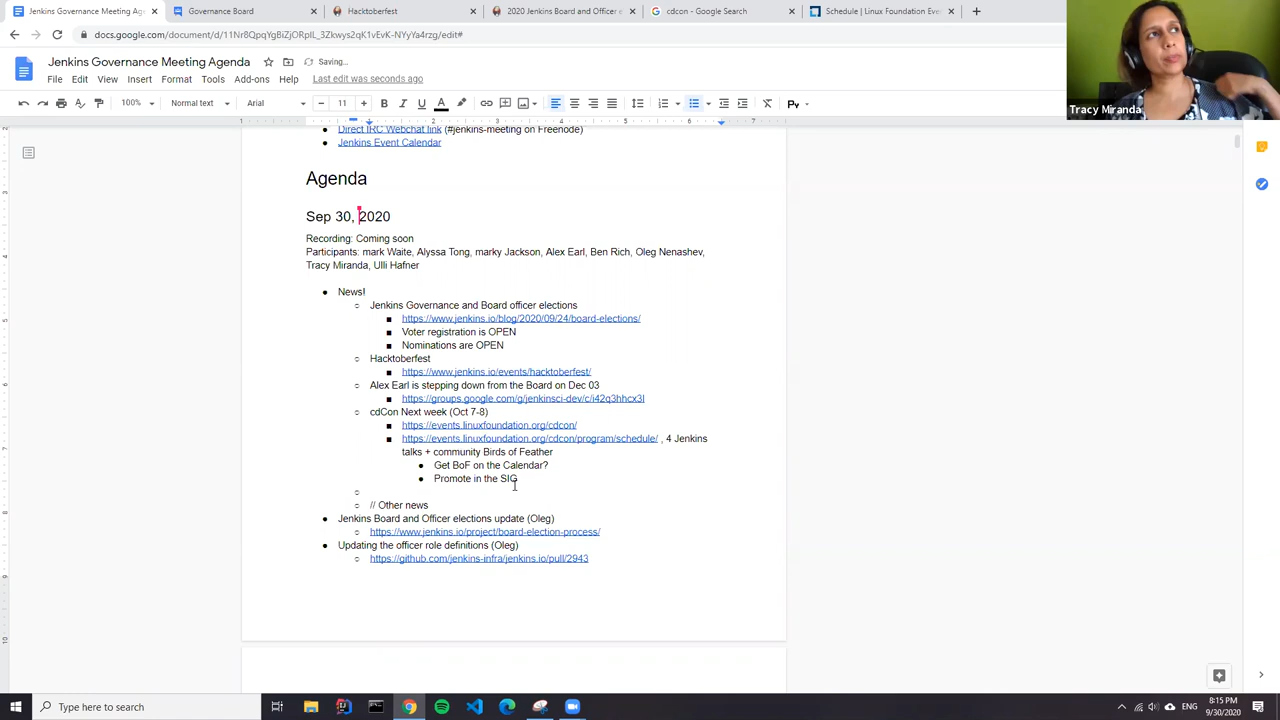 Jenkins Governance Meeting Agen
Governance Board
Hacktoberfest
2020 Jenkins Board and Officer e
cdcon - Google Search
Schedule | Linux Foundation Eve
docs.google.com/document/d/11Nr8QpqYgBiZjORpIL_3Zkwys2qK1vEvK-NYyYa4rzg/edit#
Jenkins Governance Meeting Agenda
Saving...
File Edit View Insert Format Tools Add-ons Help Last edit was seconds ago
100% Normal text Arial 11
Tracy Miranda
Direct IRC Webchat link (#jenkins-meeting on Freenode)
Jenkins Event Calendar
Agenda
Sep 30, 2020
Recording: Coming soon
Participants: mark Waite, Alyssa Tong, marky Jackson, Alex Earl, Ben Rich, Oleg Nenashev,
Tracy Miranda, Ulli Hafner
News!
Jenkins Governance and Board officer elections
https://www.jenkins.io/blog/2020/09/24/board-elections/
Voter registration is OPEN
Nominations are OPEN
Hacktoberfest
https://www.jenkins.io/events/hacktoberfest/
Alex Earl is stepping down from the Board on Dec 03
https://groups.google.com/g/jenkinsci-dev/c/i42q3hhcx3I
cdCon Next week (Oct 7-8)
https://events.linuxfoundation.org/cdcon/
https://events.linuxfoundation.org/cdcon/program/schedule/ , 4 Jenkins
talks + community Birds of Feather
Get BoF on the Calendar?
Promote in the SIG
// Other news
Jenkins Board and Officer elections update (Oleg)
https://www.jenkins.io/project/board-election-process/
Updating the officer role definitions (Oleg)
https://github.com/jenkins-infra/jenkins.io/pull/2943
Type here to search
ENG
8:15 PM
9/30/2020